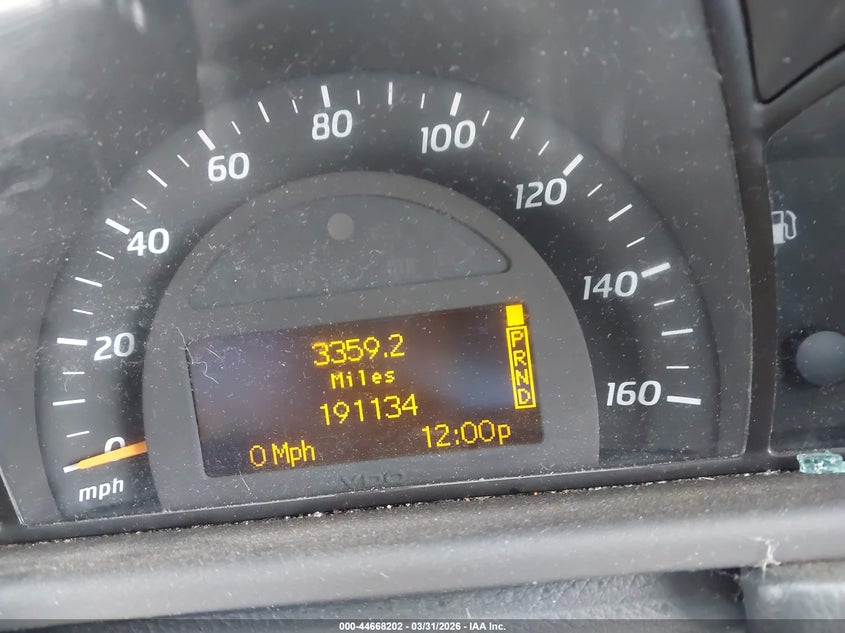 0
20
40
60
80
100
120
140
160
mph
3359.2
Miles
191134
0 Mph
12:00p
P
R
N
D
000-44668202 - 03/31/2026 - IAA Inc.